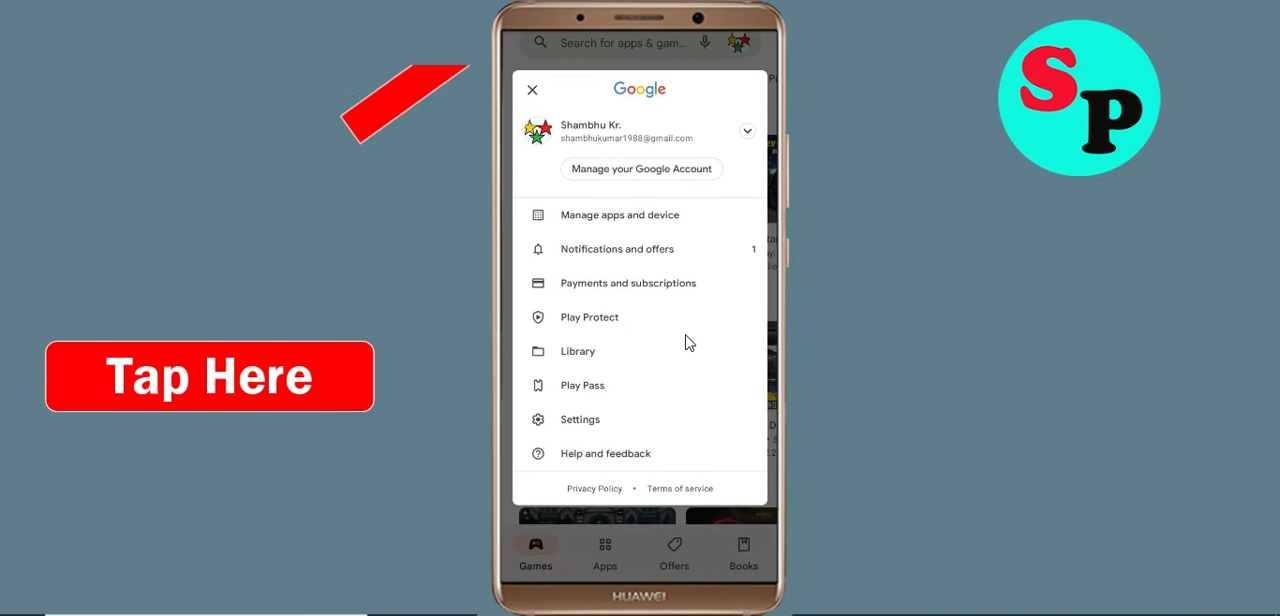 Search for apps & gam...
Google
Shambhu Kr.
shambhukumar1988@gmail.com
Manage your Google Account
Manage apps and device
Notifications and offers 1
Payments and subscriptions
Play Protect
Library
Play Pass
Settings
Help and feedback
Privacy Policy • Terms of service
Games Apps Offers Books
HUAWEI
Tap Here
SP